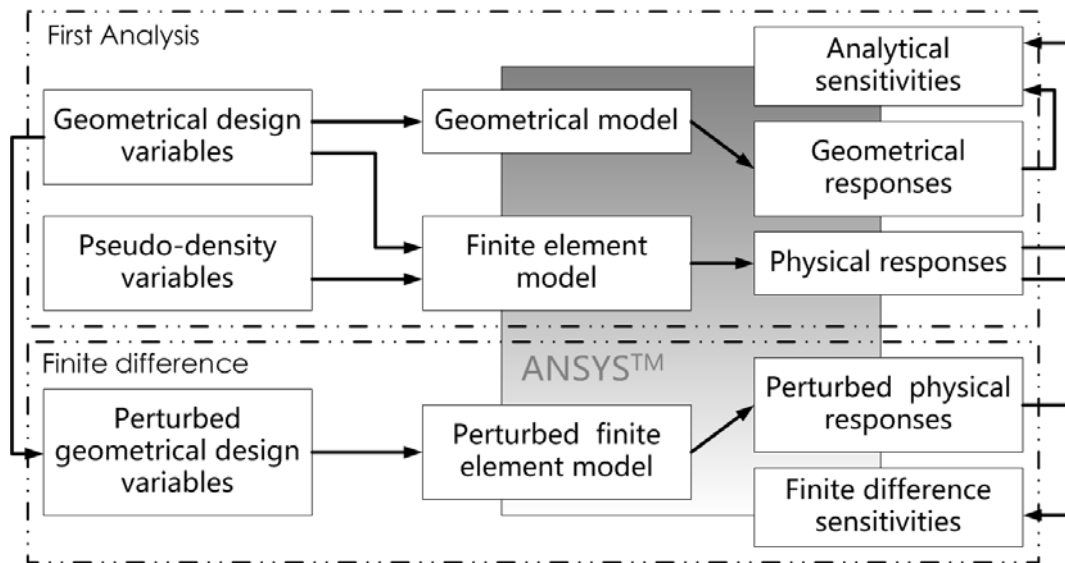 First Analysis
Geometrical design
variables
Pseudo-density
variables
Geometrical model
Finite element
model
Analytical
sensitivities
Geometrical
responses
Physical responses
Finite difference
ANSYS™
Perturbed
geometrical design
variables
Perturbed finite
element model
Perturbed physical
responses
Finite difference
sensitivities